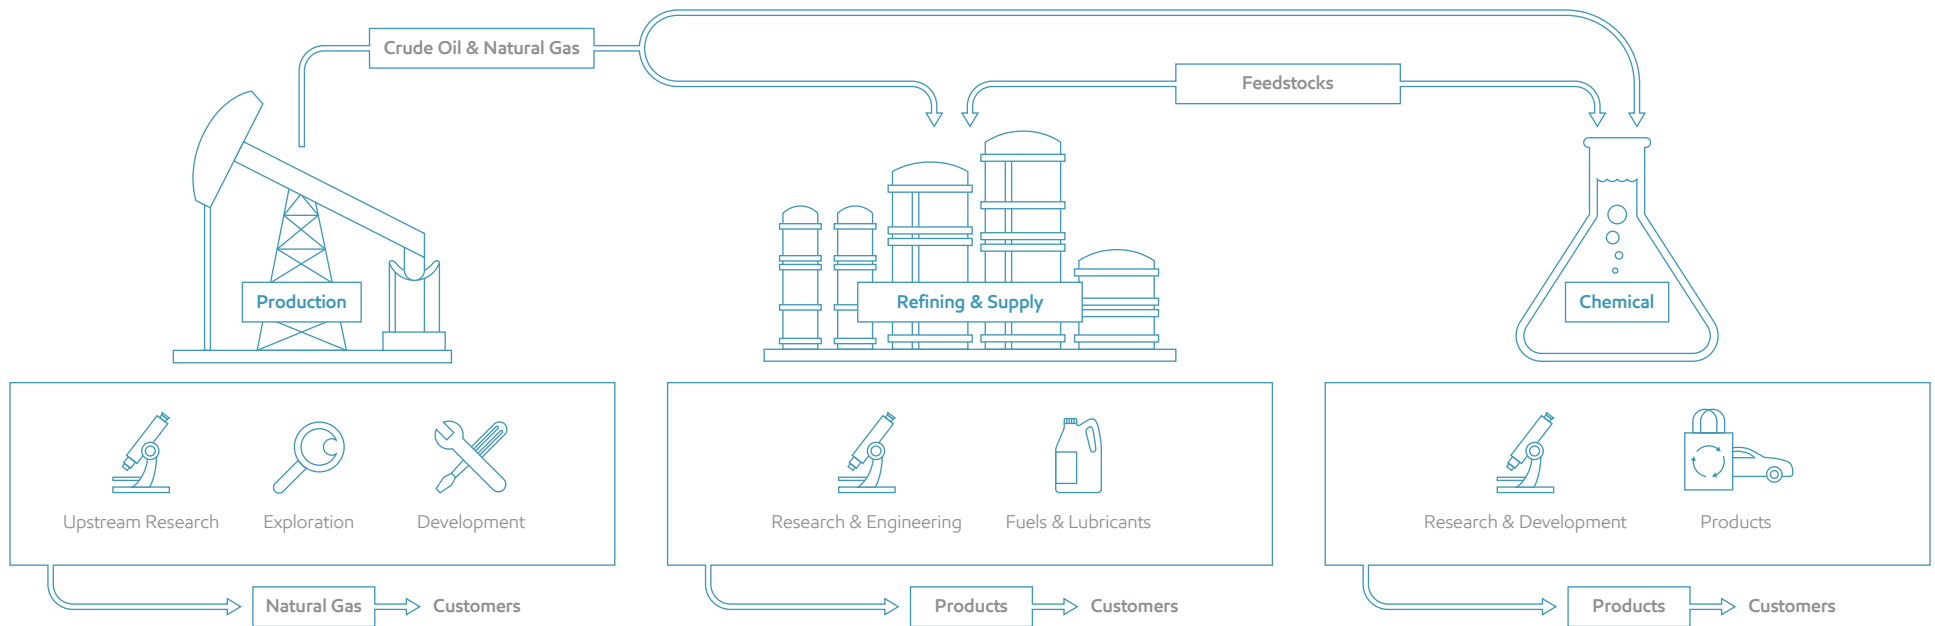 Crude Oil & Natural Gas
Feedstocks
Production
Refining & Supply
Chemical
Upstream Research
Exploration
Development
Research & Engineering
Fuels & Lubricants
Research & Development
Products
Natural Gas
Customers
Products
Customers
Products
Customers